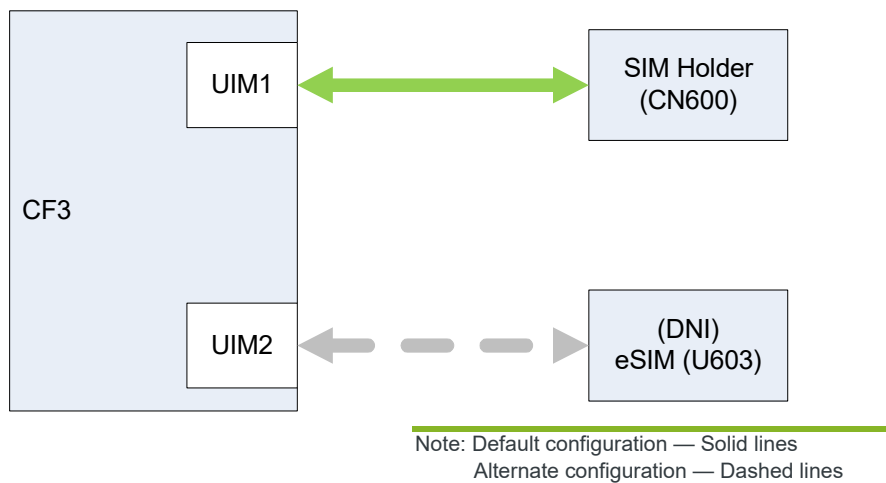 UIM1
SIM Holder
(CN600)
CF3
UIM2
(DNI)
eSIM (U603)
Note: Default configuration — Solid lines
Alternate configuration — Dashed lines